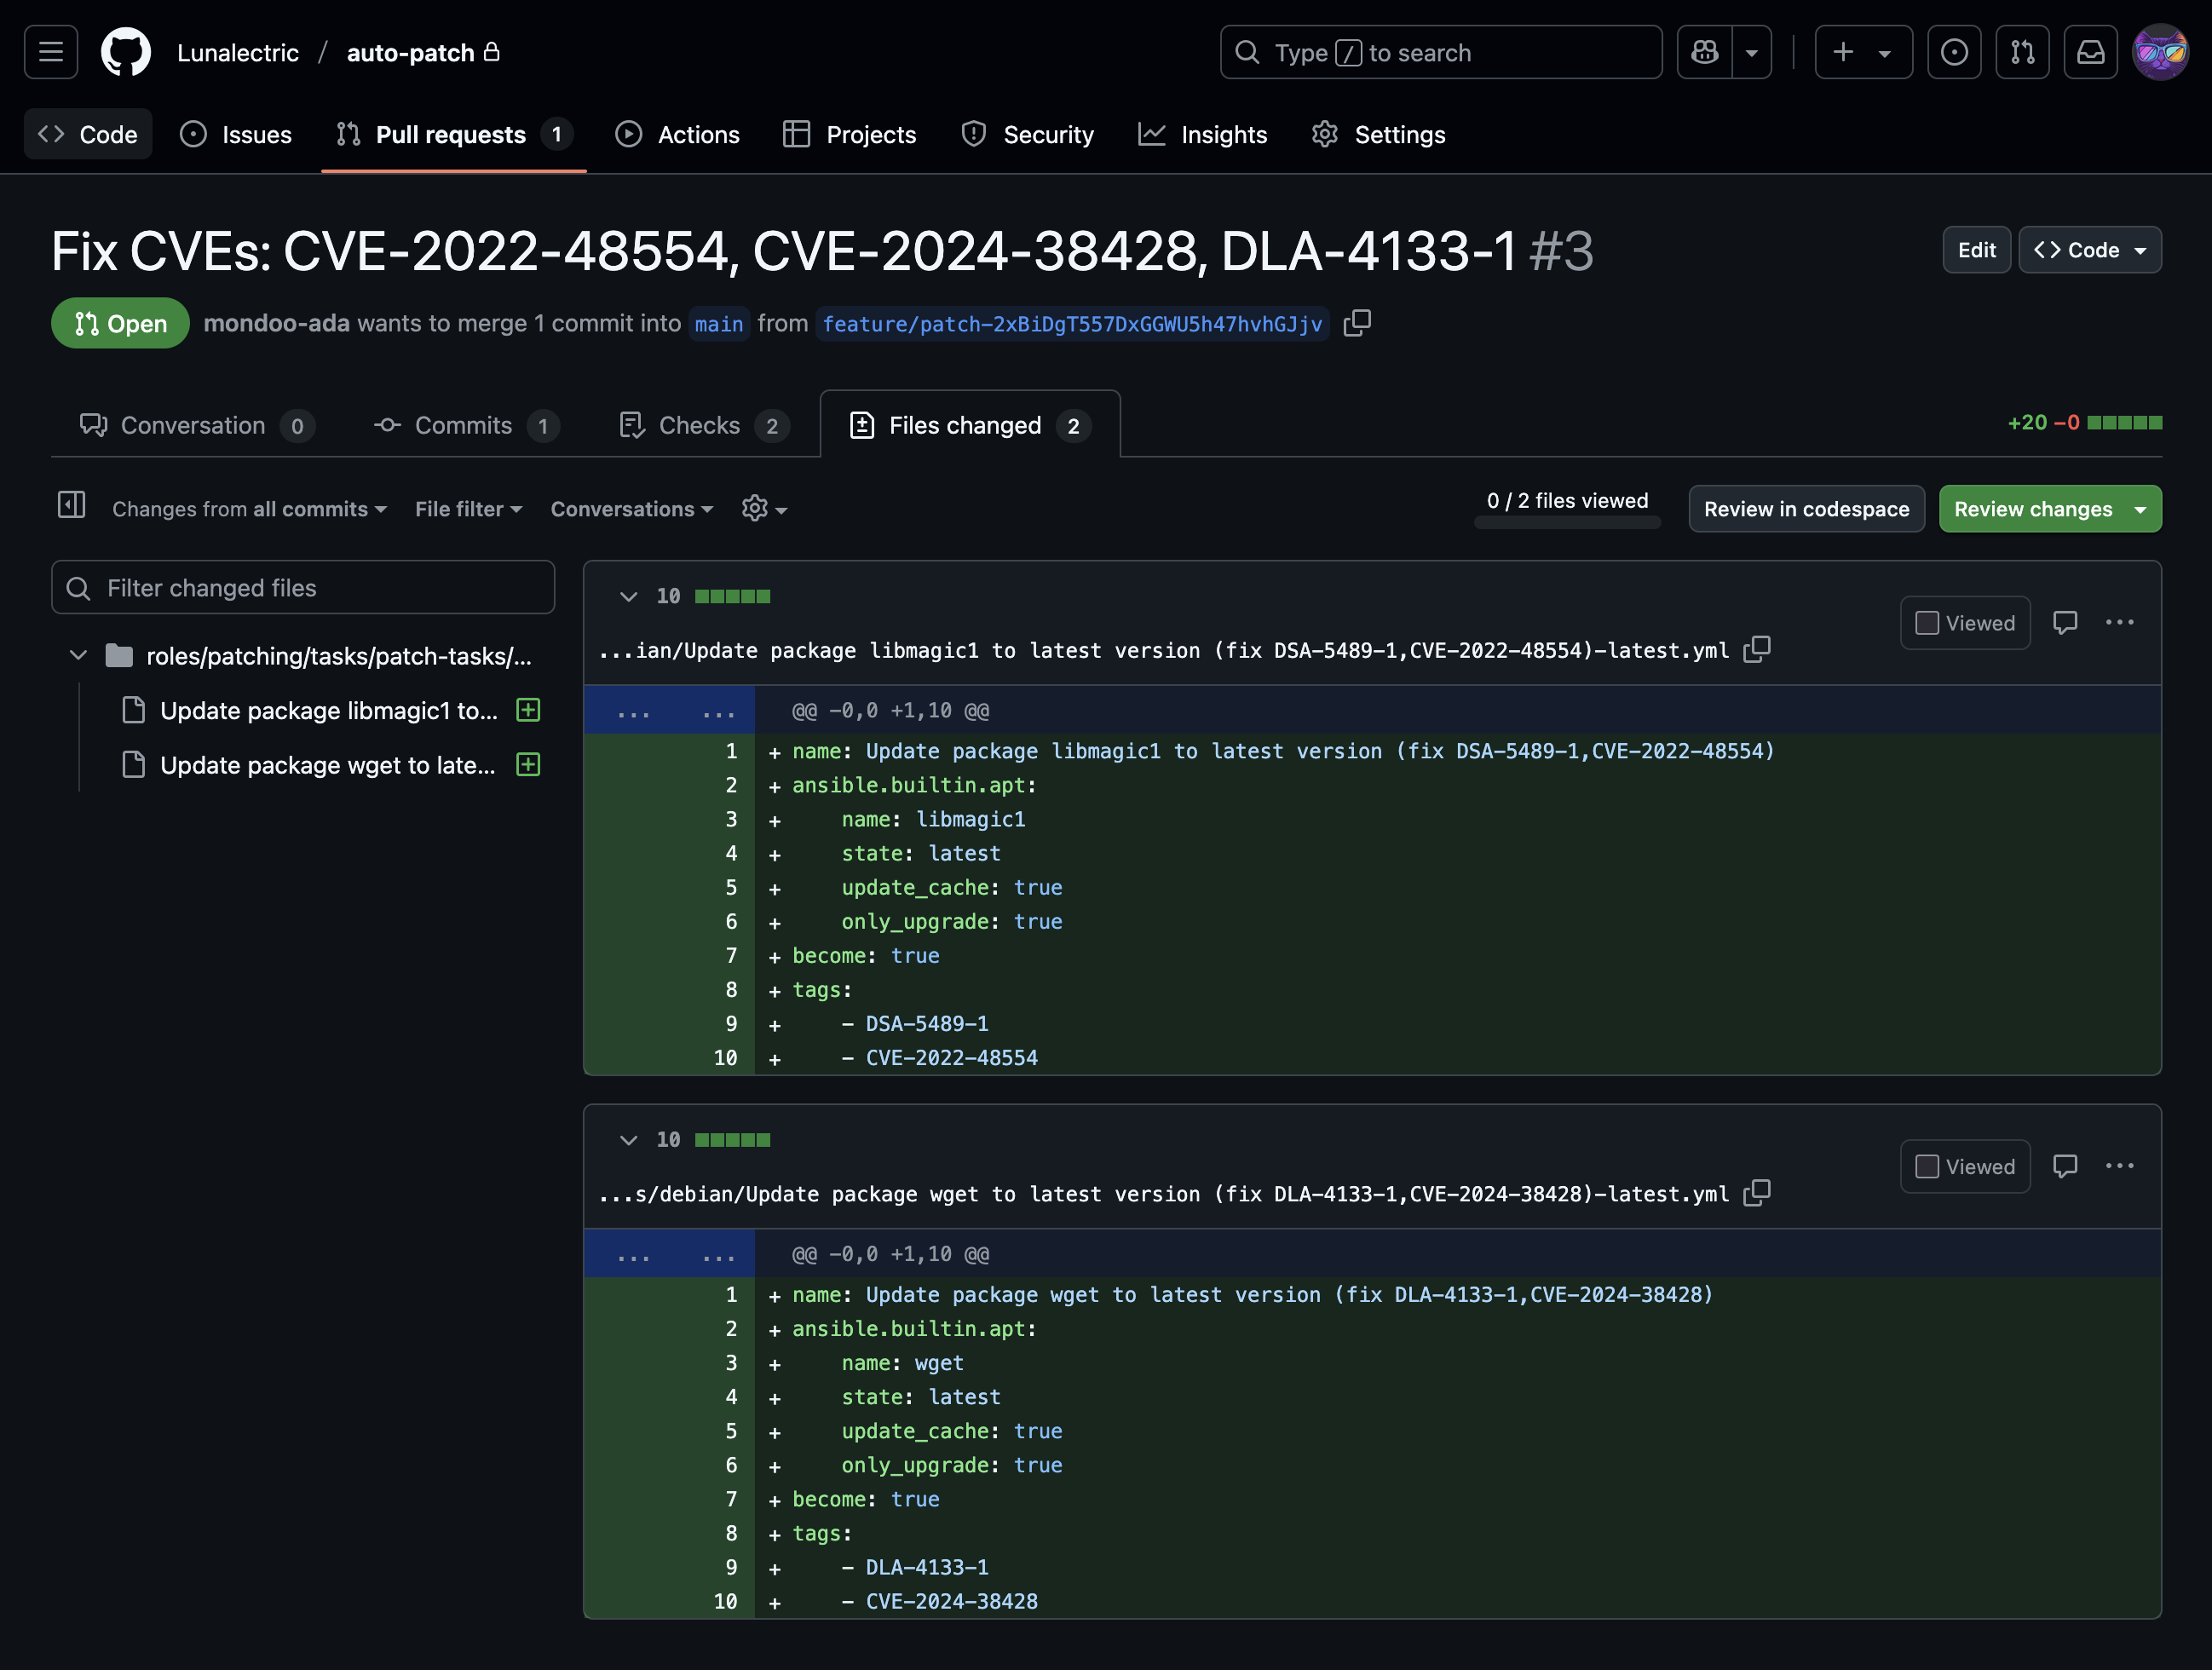 Lunalectric / auto-patch
Type / to search
Code
Issues
Pull requests 1
Actions
Projects
Security
Insights
Settings
Fix CVEs: CVE-2022-48554, CVE-2024-38428, DLA-4133-1 #3
Edit
<> Code
Open
mondoo-ada wants to merge 1 commit into main from feature/patch-2xBiDgT557DxGGWU5h47hvhGJjv
Conversation 0
Commits 1
Checks 2
Files changed 2
+20 −0
Changes from all commits
File filter
Conversations
0 / 2 files viewed
Review in codespace
Review changes
Filter changed files
roles/patching/tasks/patch-tasks/...
Update package libmagic1 to...
Update package wget to late...
10
Viewed
...ian/Update package libmagic1 to latest version (fix DSA-5489-1,CVE-2022-48554)-latest.yml
... ... @@ -0,0 +1,10 @@
1 + name: Update package libmagic1 to latest version (fix DSA-5489-1,CVE-2022-48554)
2 + ansible.builtin.apt:
3 + name: libmagic1
4 + state: latest
5 + update_cache: true
6 + only_upgrade: true
7 + become: true
8 + tags:
9 + - DSA-5489-1
10 + - CVE-2022-48554
10
Viewed
...s/debian/Update package wget to latest version (fix DLA-4133-1,CVE-2024-38428)-latest.yml
... ... @@ -0,0 +1,10 @@
1 + name: Update package wget to latest version (fix DLA-4133-1,CVE-2024-38428)
2 + ansible.builtin.apt:
3 + name: wget
4 + state: latest
5 + update_cache: true
6 + only_upgrade: true
7 + become: true
8 + tags:
9 + - DLA-4133-1
10 + - CVE-2024-38428